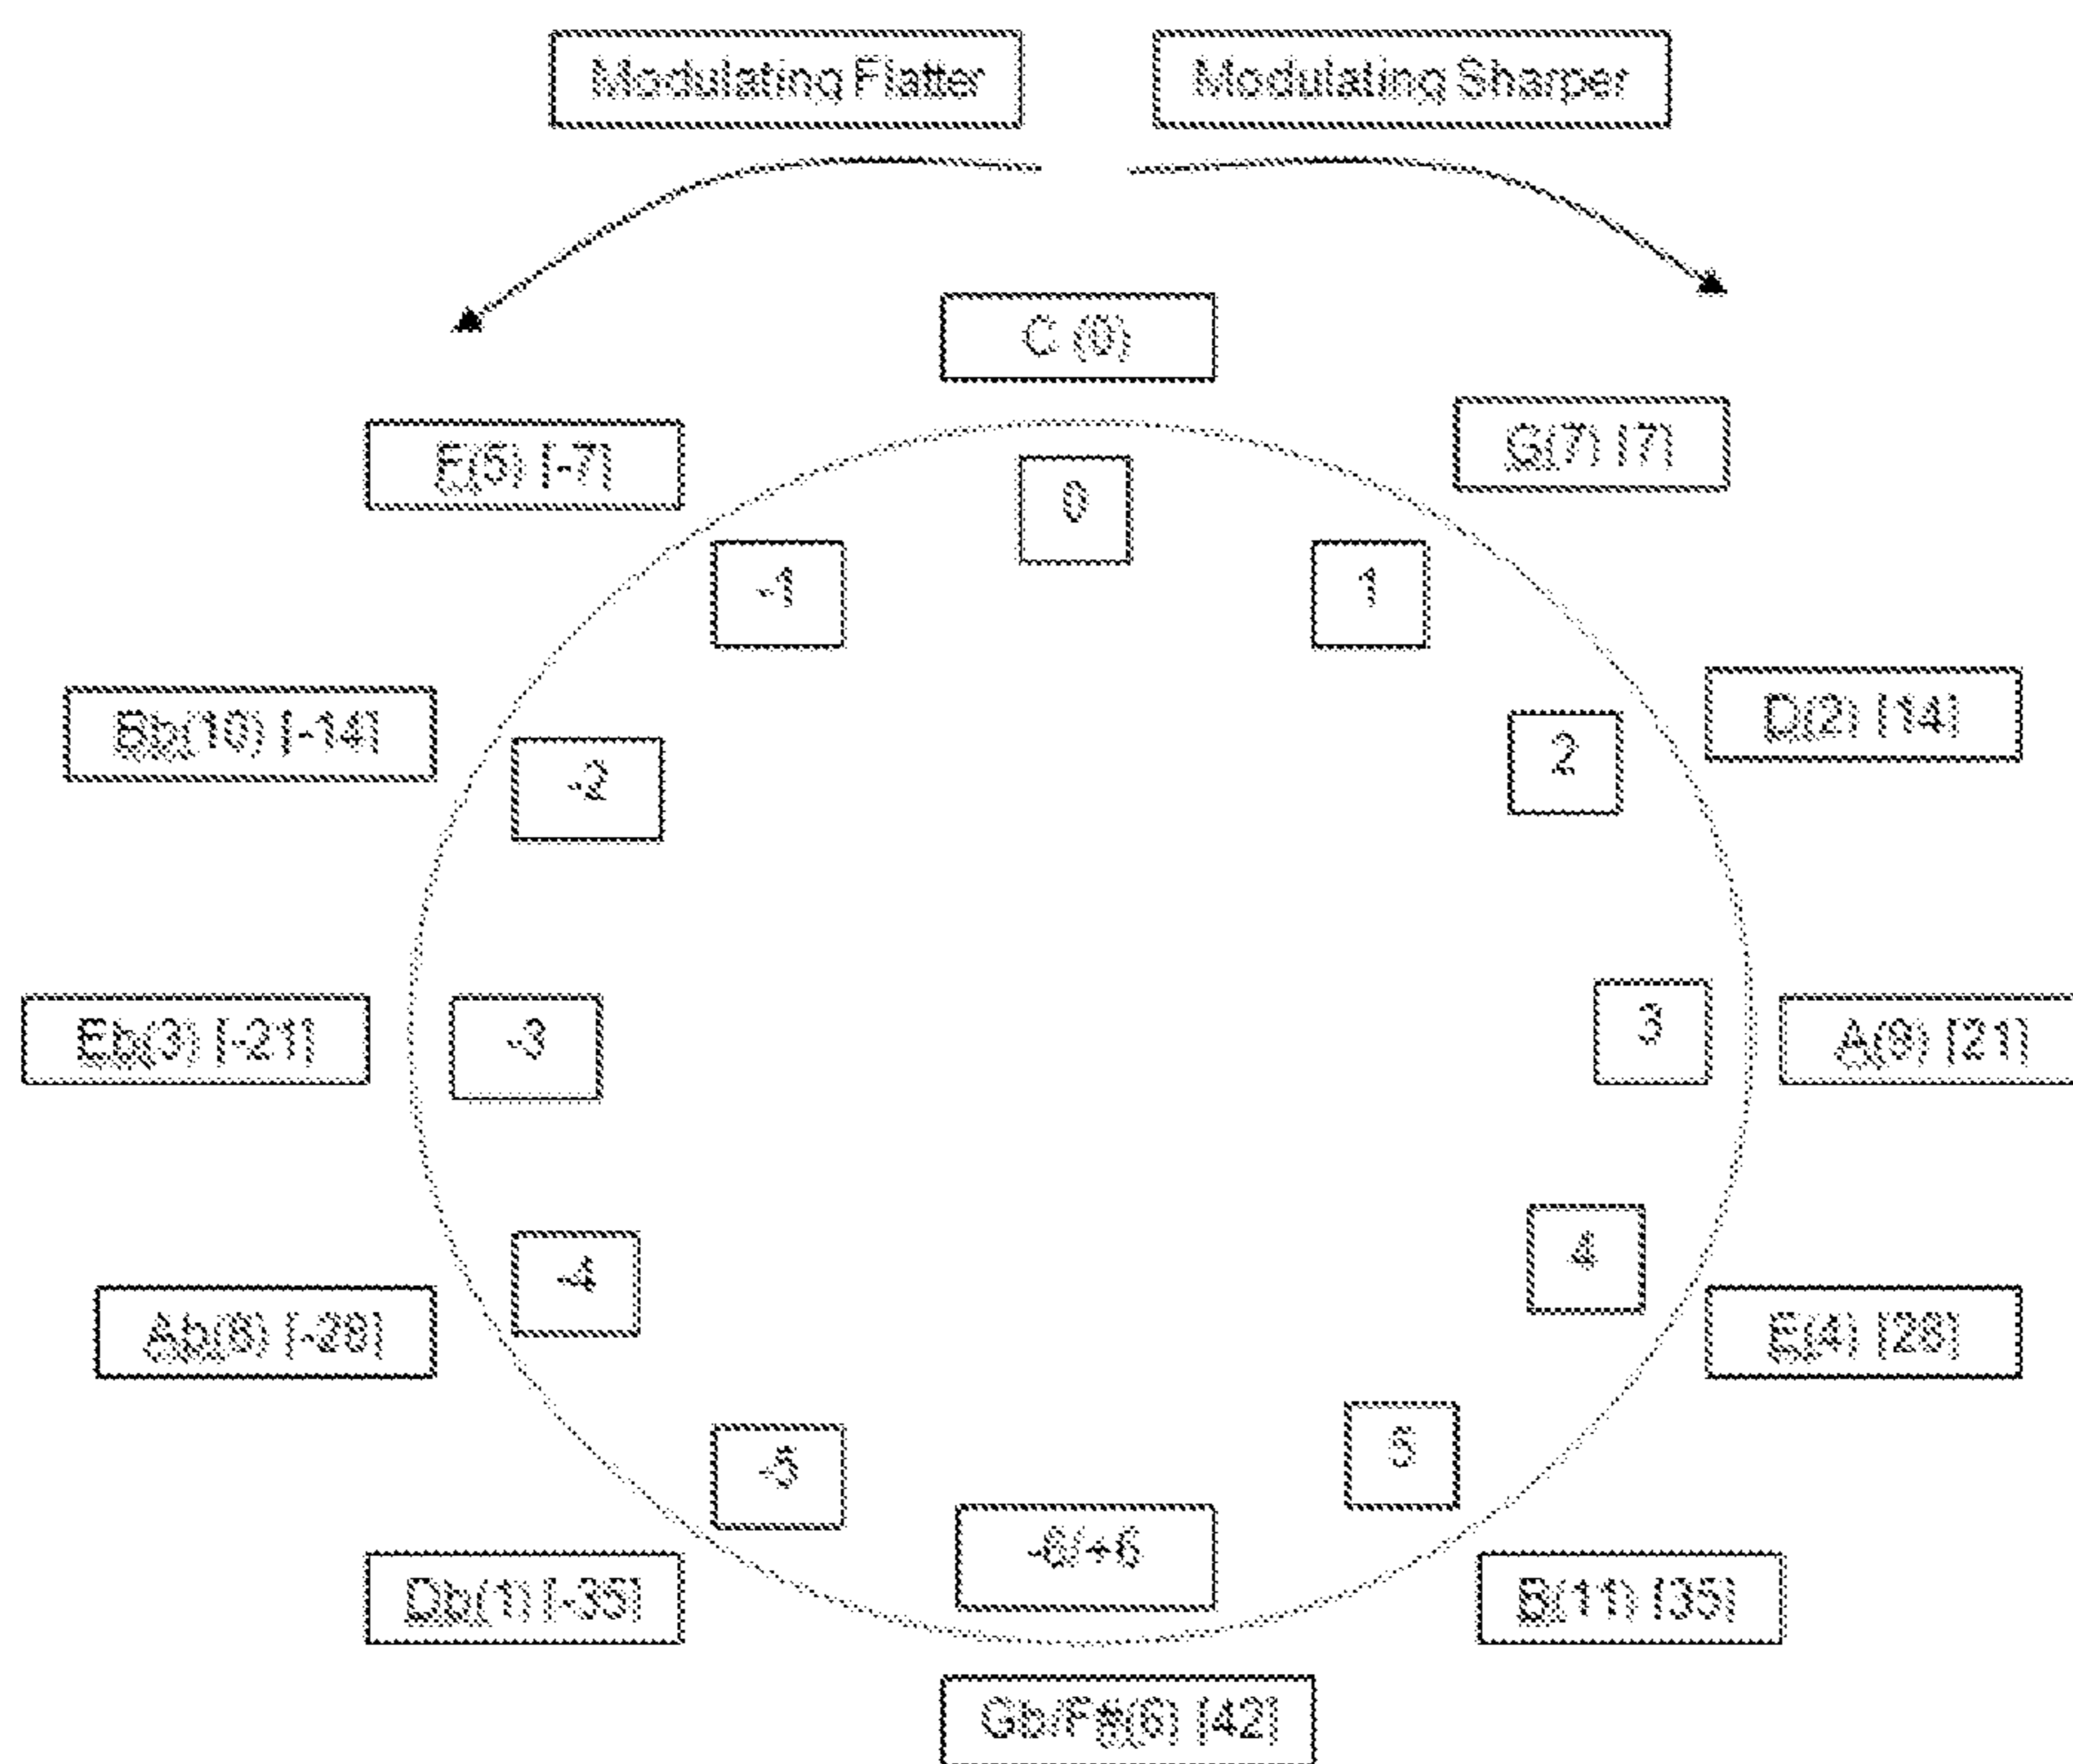 Modulating Flatter
Modulating Sharper
C (0)
F(5) [-7]
G(7) [7]
0
-1
1
Bb(10) [-14]
D(2) [14]
-2
2
Eb(3) [-21]
-3
3
A(9) [21]
-4
4
Ab(8) [-28]
E(4) [28]
-5
5
-6/+6
Db(1) [-35]
B(11) [35]
Gb/F#(6) [42]